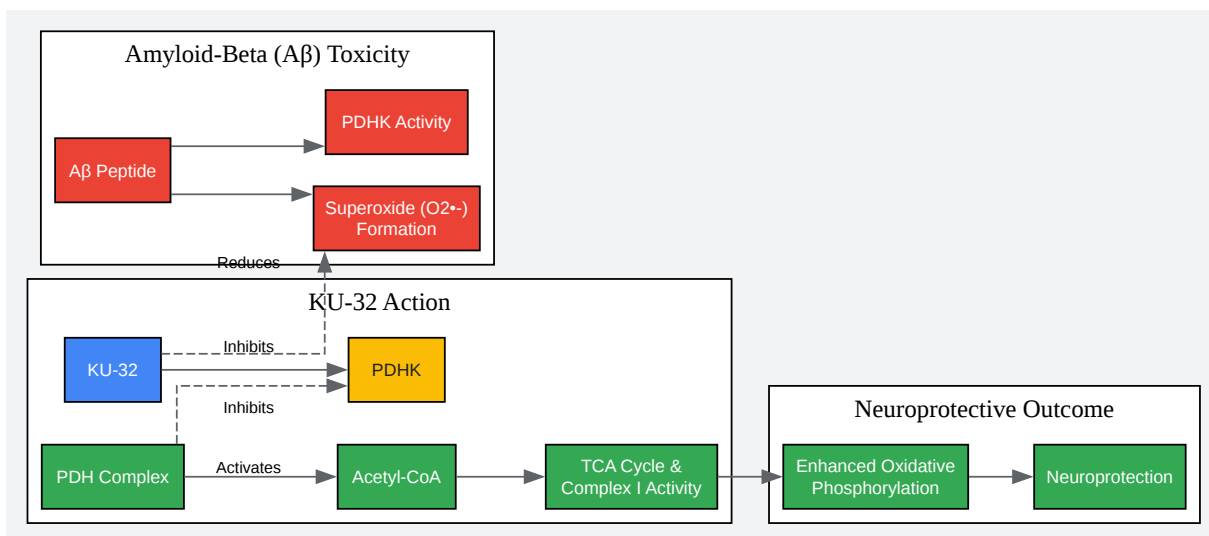 Amyloid-Beta (Aβ) Toxicity
PDHK Activity
Aβ Peptide
Superoxide (O2•-)
Formation
Reduces
KU-32 Action
Inhibits
KU-32
PDHK
Inhibits
Neuroprotective Outcome
PDH Complex
Activates
Acetyl-CoA
TCA Cycle &
Complex I Activity
Enhanced Oxidative
Phosphorylation
Neuroprotection